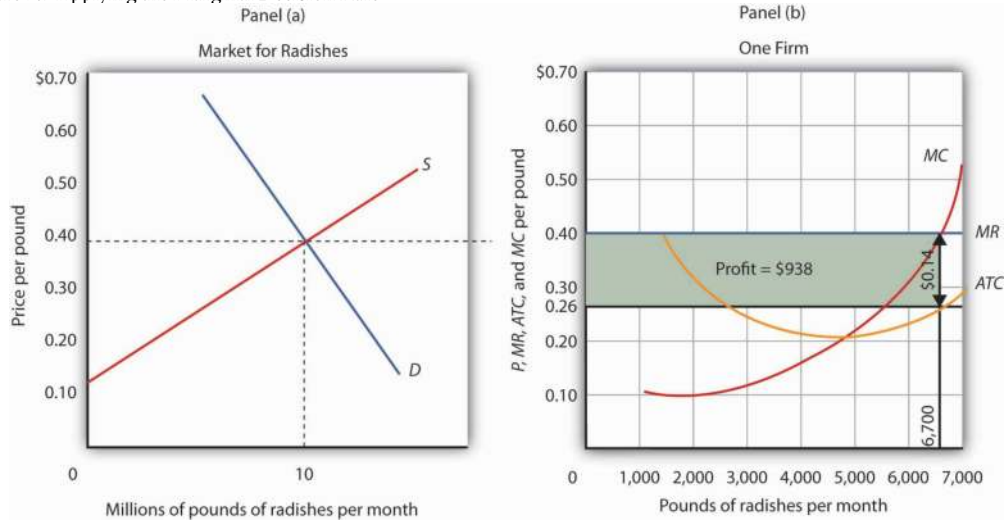 Panel (a)
Market for Radishes
$0.70
0.60
0.50
0.40
0.30
0.20
0.10
0
10
S
D
Price per pound
Millions of pounds of radishes per month
Panel (b)
One Firm
$0.70
0.60
0.50
0.40
0.30
0.26
0.20
0.10
0
1,000 2,000 3,000 4,000 5,000 6,000 7,000
MC
MR
ATC
Profit = $938
$0.14
6,700
P, MR, ATC, and MC per pound
Pounds of radishes per month